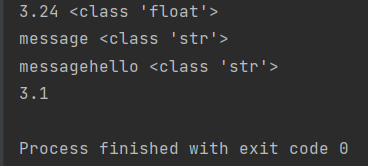 3.24 <class 'float'>
message <class 'str'>
messagehello <class 'str'>
3.1
Process finished with exit code 0